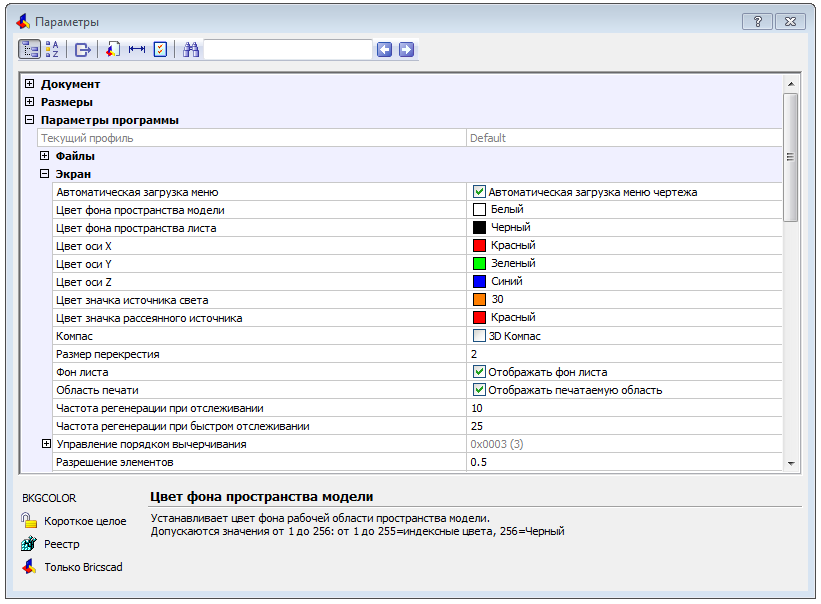 Параметры
Документ
Размеры
Параметры программы
Текущий профиль Default
Файлы
Экран
Автоматическая загрузка меню Автоматическая загрузка меню чертежа
Цвет фона пространства модели Белый
Цвет фона пространства листа Черный
Цвет оси X Красный
Цвет оси Y Зеленый
Цвет оси Z Синий
Цвет значка источника света 30
Цвет значка рассеянного источника Красный
Компас 3D Компас
Размер перекрестия 2
Фон листа Отображать фон листа
Область печати Отображать печатаемую область
Частота регенерации при отслеживании 10
Частота регенерации при быстром отслеживании 25
Управление порядком вычерчивания 0x0003 (3)
Разрешение элементов 0.5
BKGCOLOR
Короткое целое
Реестр
Только Bricscad
Цвет фона пространства модели
Устанавливает цвет фона рабочей области пространства модели.
Допускаются значения от 1 до 256: от 1 до 255=индексные цвета, 256=Черный